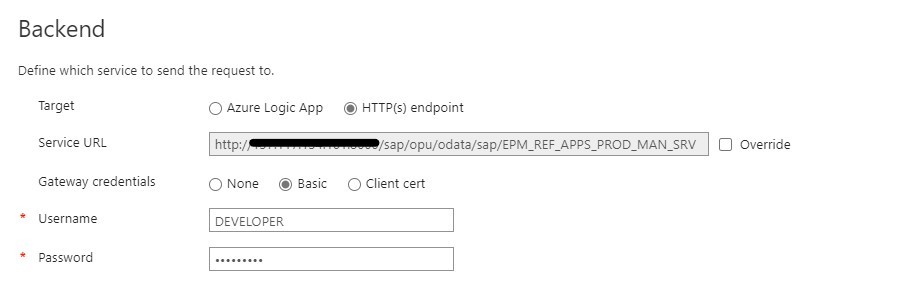 Backend
Define which service to send the request to.
Target Azure Logic App HTTP(s) endpoint
Service URL http:/ /sap/opu/odata/sap/EPM_REF_APPS_PROD_MAN_SRV Override
Gateway credentials None Basic Client cert
* Username DEVELOPER
* Password •••••••••